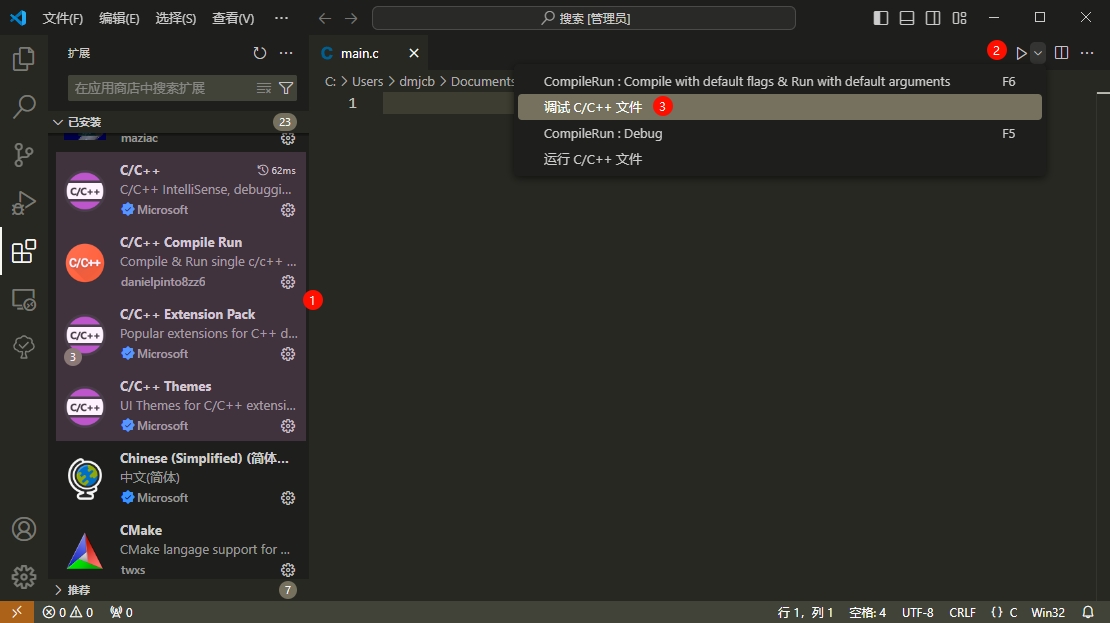 文件(F) 编辑(E) 选择(S) 查看(V) ··· 搜索 [管理员]
扩展
main.c
2
C: > Users > dmjcb > Documents
在应用商店中搜索扩展
1
CompileRun : Compile with default flags & Run with default arguments F6
调试 C/C++ 文件 3
CompileRun : Debug F5
运行 C/C++ 文件
已安装 23
maziac
C/C++ 62ms
C/C++
C/C++ IntelliSense, debuggi...
Microsoft
C/C++ Compile Run
C/C++
Compile & Run single c/c++ ...
danielpinto8zz6
1
C/C++ Extension Pack
C/C++
Popular extensions for C++ d...
3
Microsoft
C/C++ Themes
C/C++
UI Themes for C/C++ extensi...
Microsoft
Chinese (Simplified) (简体...
中文(简体)
Microsoft
CMake
CMake langage support for ...
twxs
推荐 7
0 0 0 行 1，列 1 空格: 4 UTF-8 CRLF {} C Win32